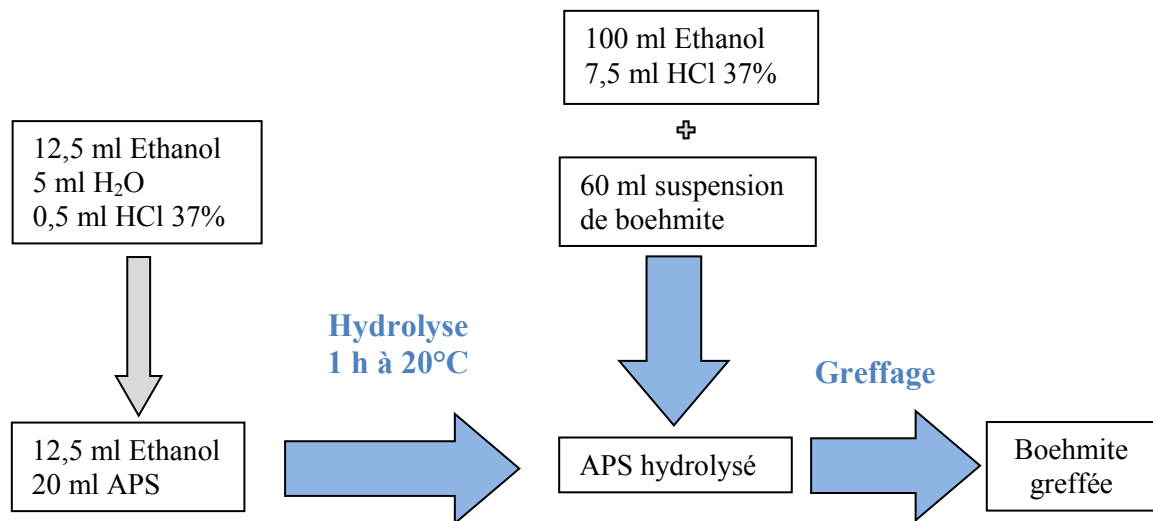 100 ml Ethanol
7,5 ml HCl 37%
12,5 ml Ethanol
5 ml H₂O
0,5 ml HCl 37%
60 ml suspension
de boehmite
Hydrolyse
1 h à 20°C
Greffage
12,5 ml Ethanol
20 ml APS
APS hydrolysé
Boehmite
greffée